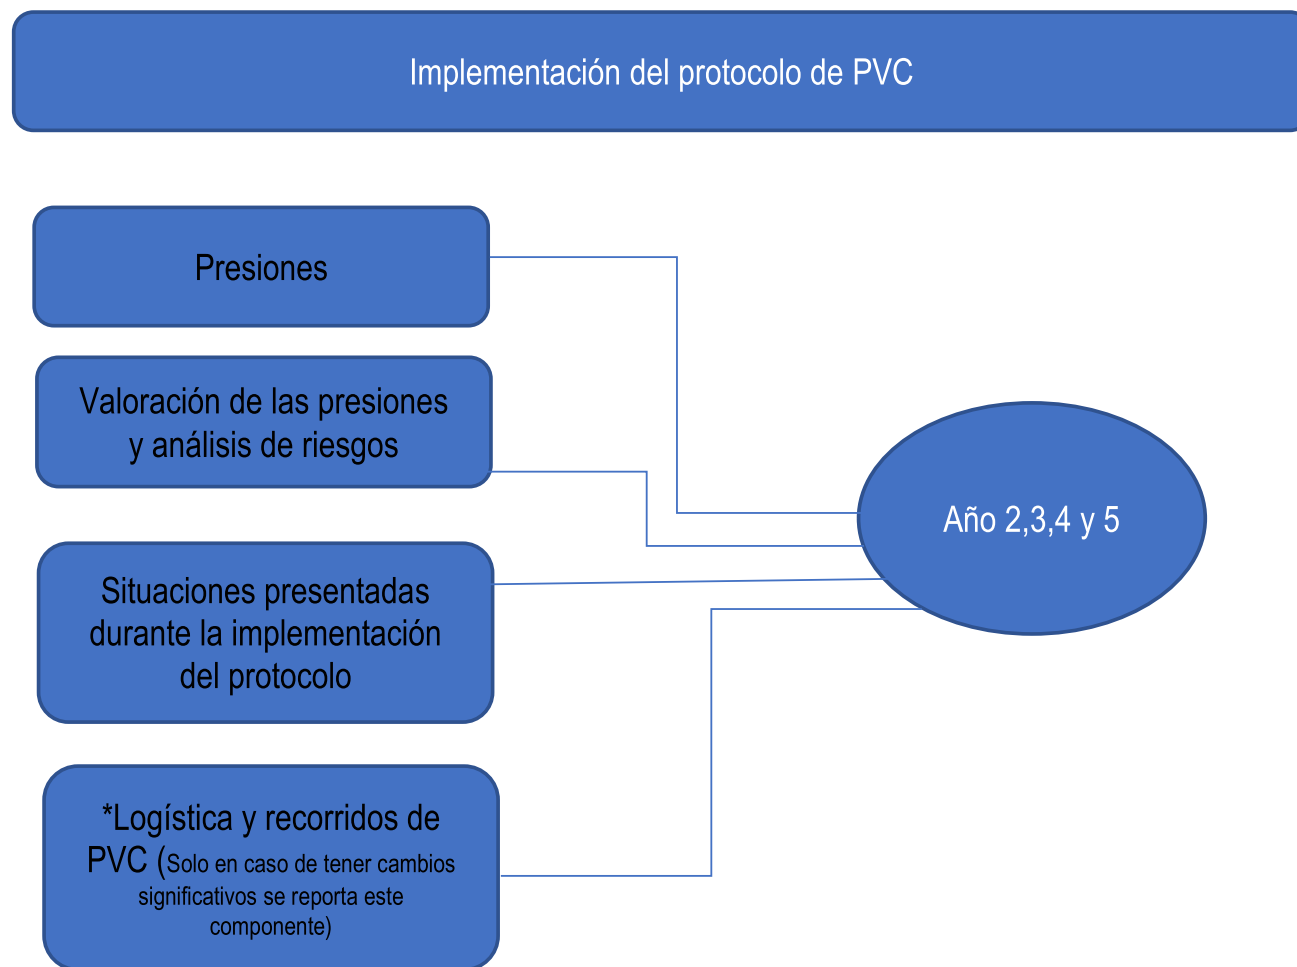 Implementación del protocolo de PVC
Presiones
Valoración de las presiones
y análisis de riesgos
Año 2,3,4 y 5
Situaciones presentadas
durante la implementación
del protocolo
*Logística y recorridos de
PVC (Solo en caso de tener cambios
significativos se reporta este
componente)